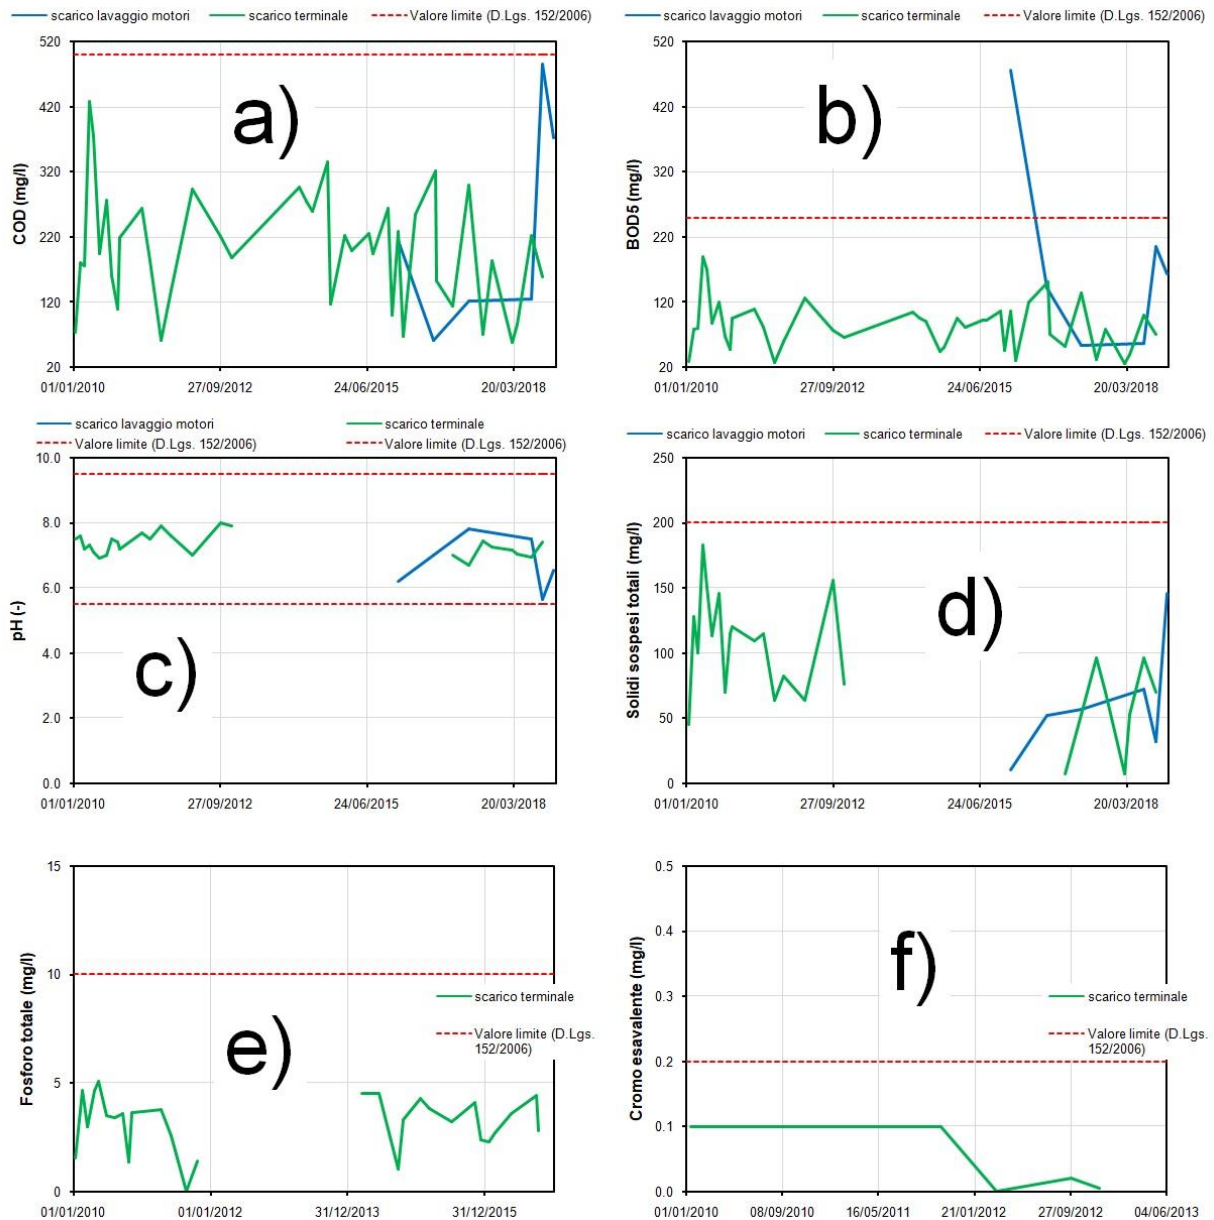 scarico lavaggio motori scarico terminale Valore limite (D.Lgs. 152/2006)
520
420
320
220
120
20
COD (mg/l)
a)
01/01/2010 27/09/2012 24/06/2015 20/03/2018
scarico lavaggio motori scarico terminale Valore limite (D.Lgs. 152/2006)
520
420
320
220
120
20
BOD5 (mg/l)
b)
01/01/2010 27/09/2012 24/06/2015 20/03/2018
scarico lavaggio motori scarico terminale
Valore limite (D.Lgs. 152/2006) Valore limite (D.Lgs. 152/2006)
10.0
8.0
6.0
4.0
2.0
0.0
pH (-)
c)
01/01/2010 27/09/2012 24/06/2015 20/03/2018
scarico lavaggio motori scarico terminale Valore limite (D.Lgs. 152/2006)
250
200
150
100
50
0
Solidi sospesi totali (mg/l)
d)
01/01/2010 27/09/2012 24/06/2015 20/03/2018
15
10
5
0
Fosforo totale (mg/l)
e)
scarico terminale
Valore limite (D.Lgs.
152/2006)
01/01/2010 01/01/2012 31/12/2013 31/12/2015
0.5
0.4
0.3
0.2
0.1
0.0
Cromo esavalente (mg/l)
f)
scarico terminale
Valore limite (D.Lgs.
152/2006)
01/01/2010 08/09/2010 16/05/2011 21/01/2012 27/09/2012 04/06/2013